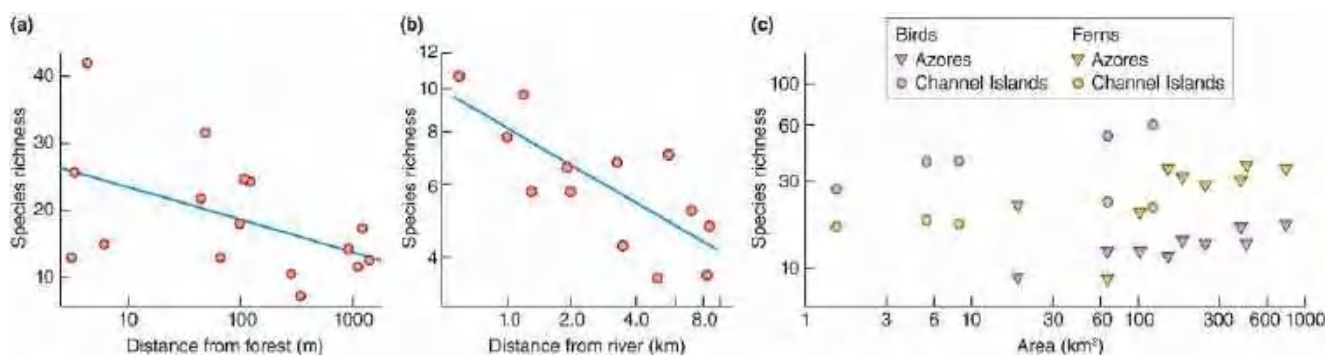 (a)
Species richness
40
30
20
10
10
100
1000
Distance from forest (m)
(b)
Species richness
12
10
8
6
4
1.0
2.0
4.0
8.0
Distance from river (km)
(c)
Species richness
100
60
30
10
1
3
6
10
30
60
100
300
600
1000
Area (km²)
Birds
Azores
Channel Islands
Ferns
Azores
Channel Islands